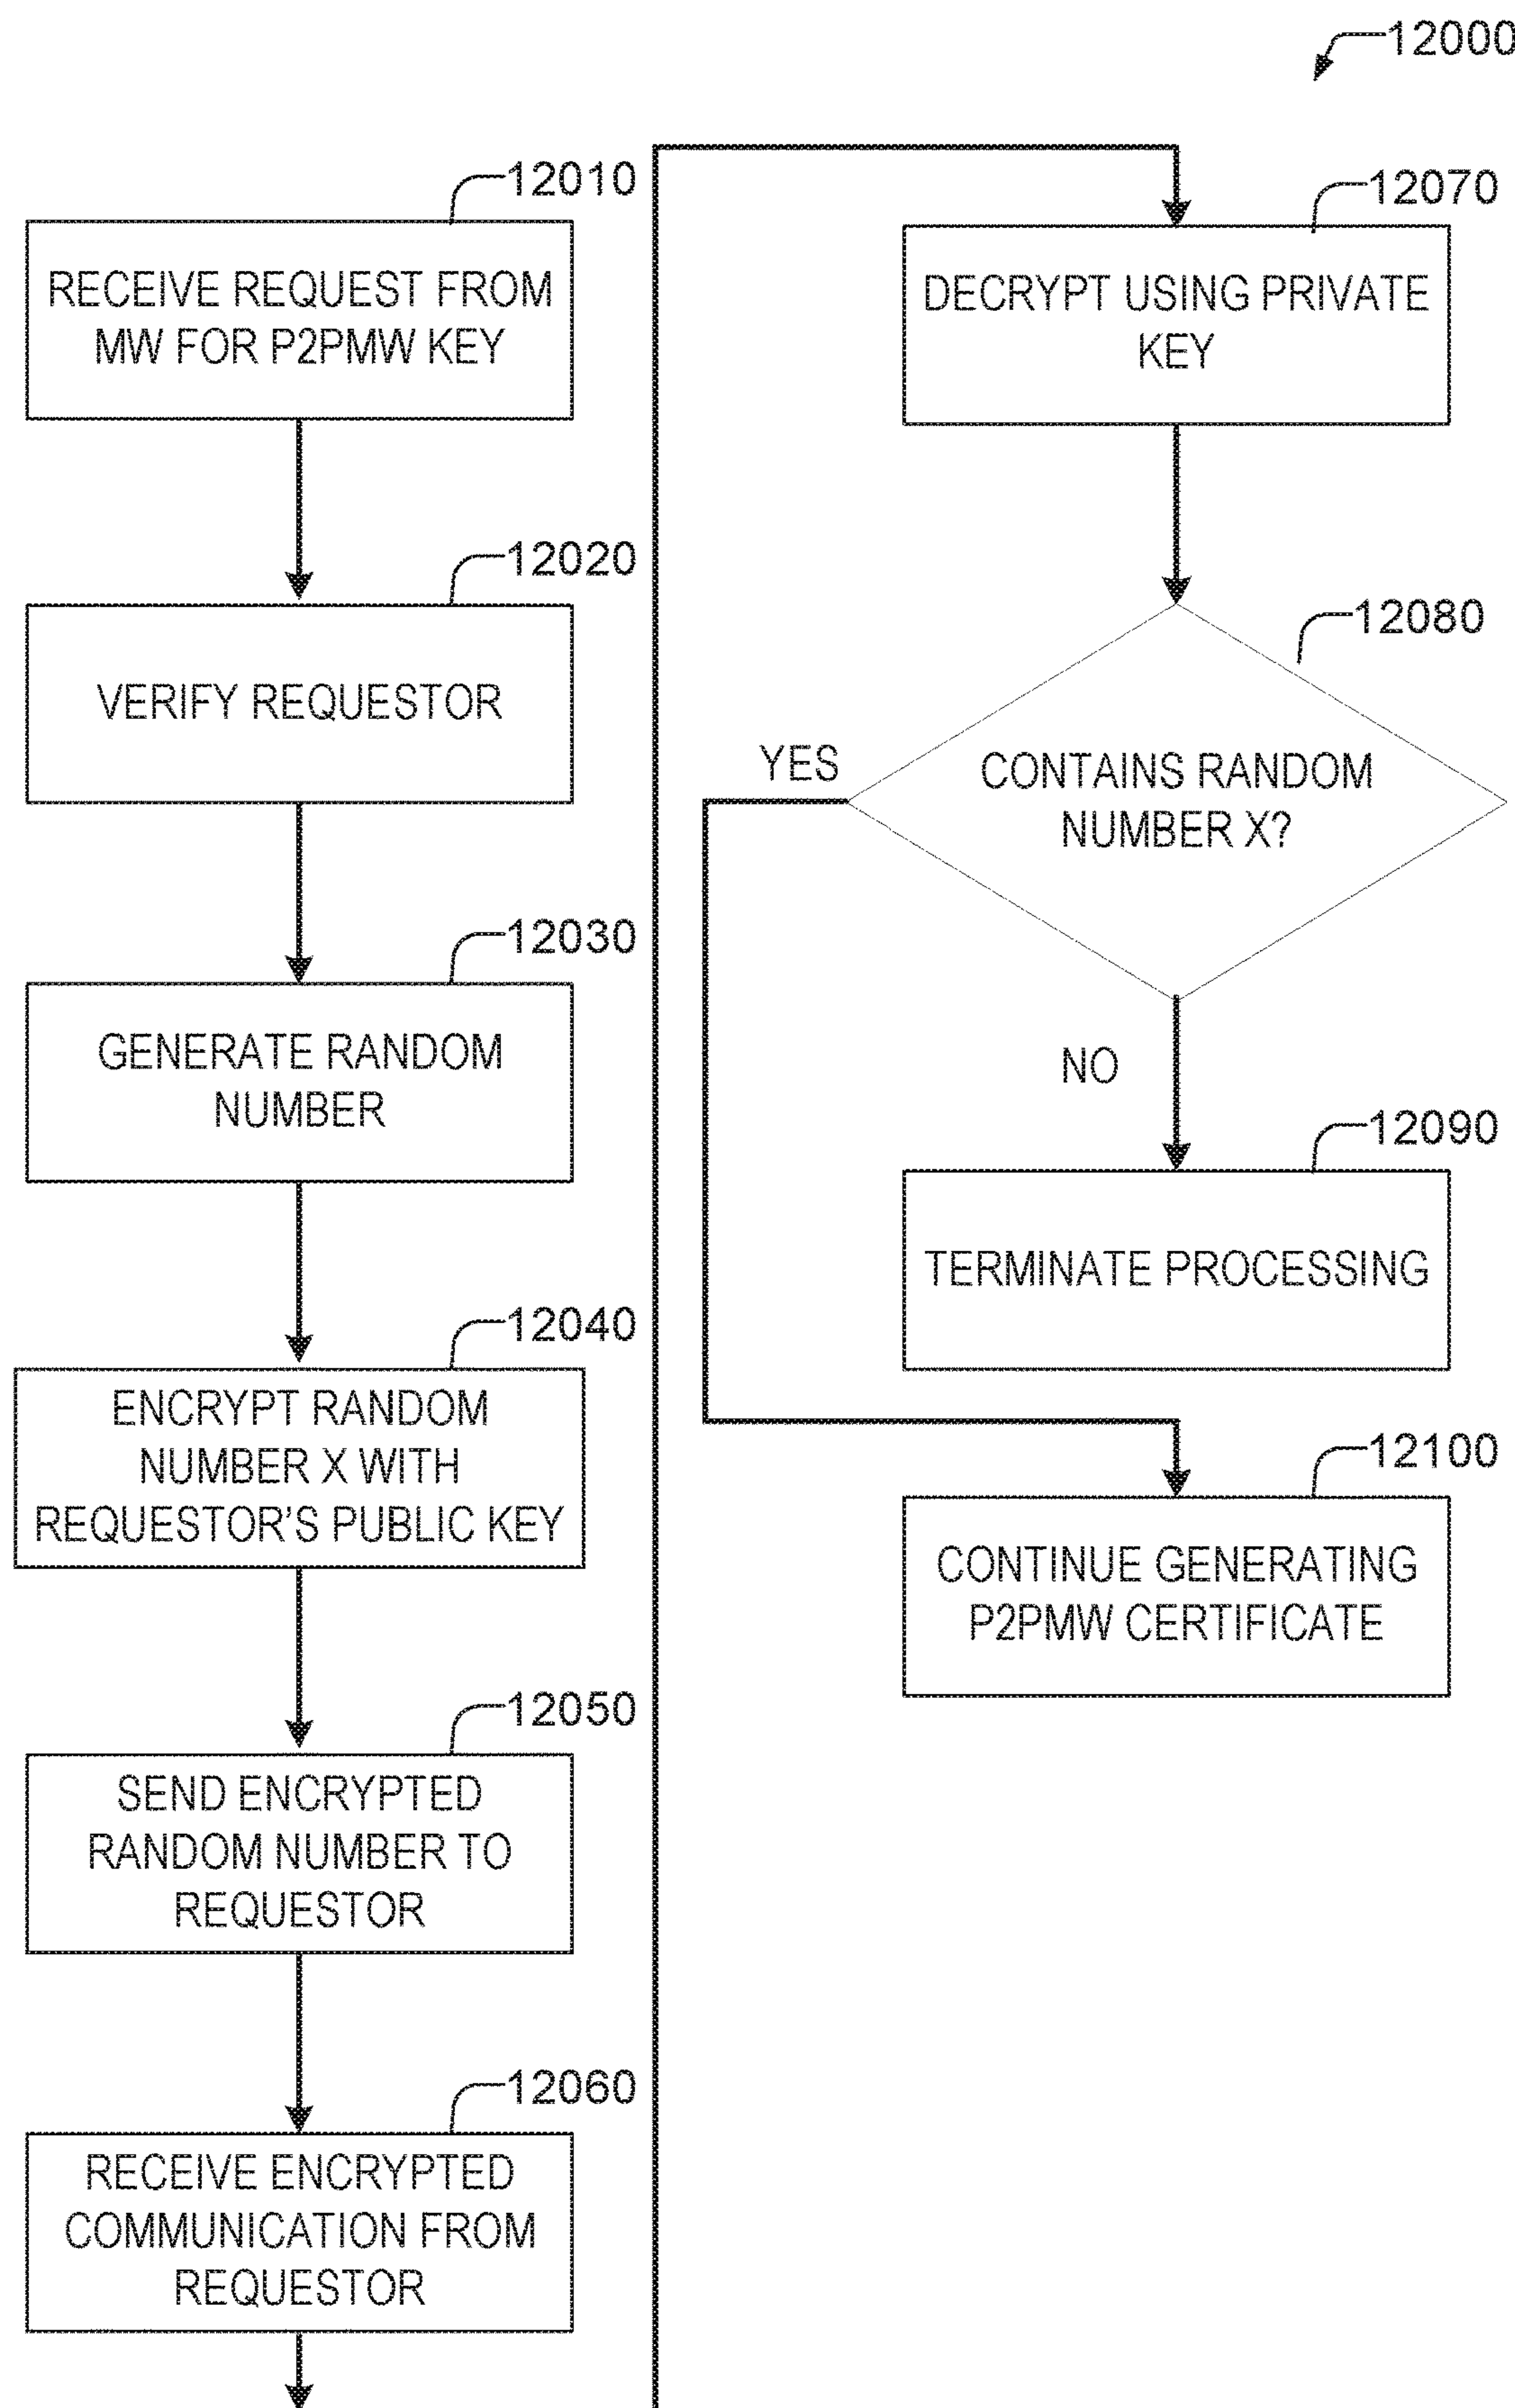 12000
12010
RECEIVE REQUEST FROM
MW FOR P2PMW KEY
12020
VERIFY REQUESTOR
12030
GENERATE RANDOM
NUMBER
12040
ENCRYPT RANDOM
NUMBER X WITH
REQUESTOR'S PUBLIC KEY
12050
SEND ENCRYPTED
RANDOM NUMBER TO
REQUESTOR
12060
RECEIVE ENCRYPTED
COMMUNICATION FROM
REQUESTOR
12070
DECRYPT USING PRIVATE
KEY
12080
CONTAINS RANDOM
NUMBER X?
YES
NO
12090
TERMINATE PROCESSING
12100
CONTINUE GENERATING
P2PMW CERTIFICATE